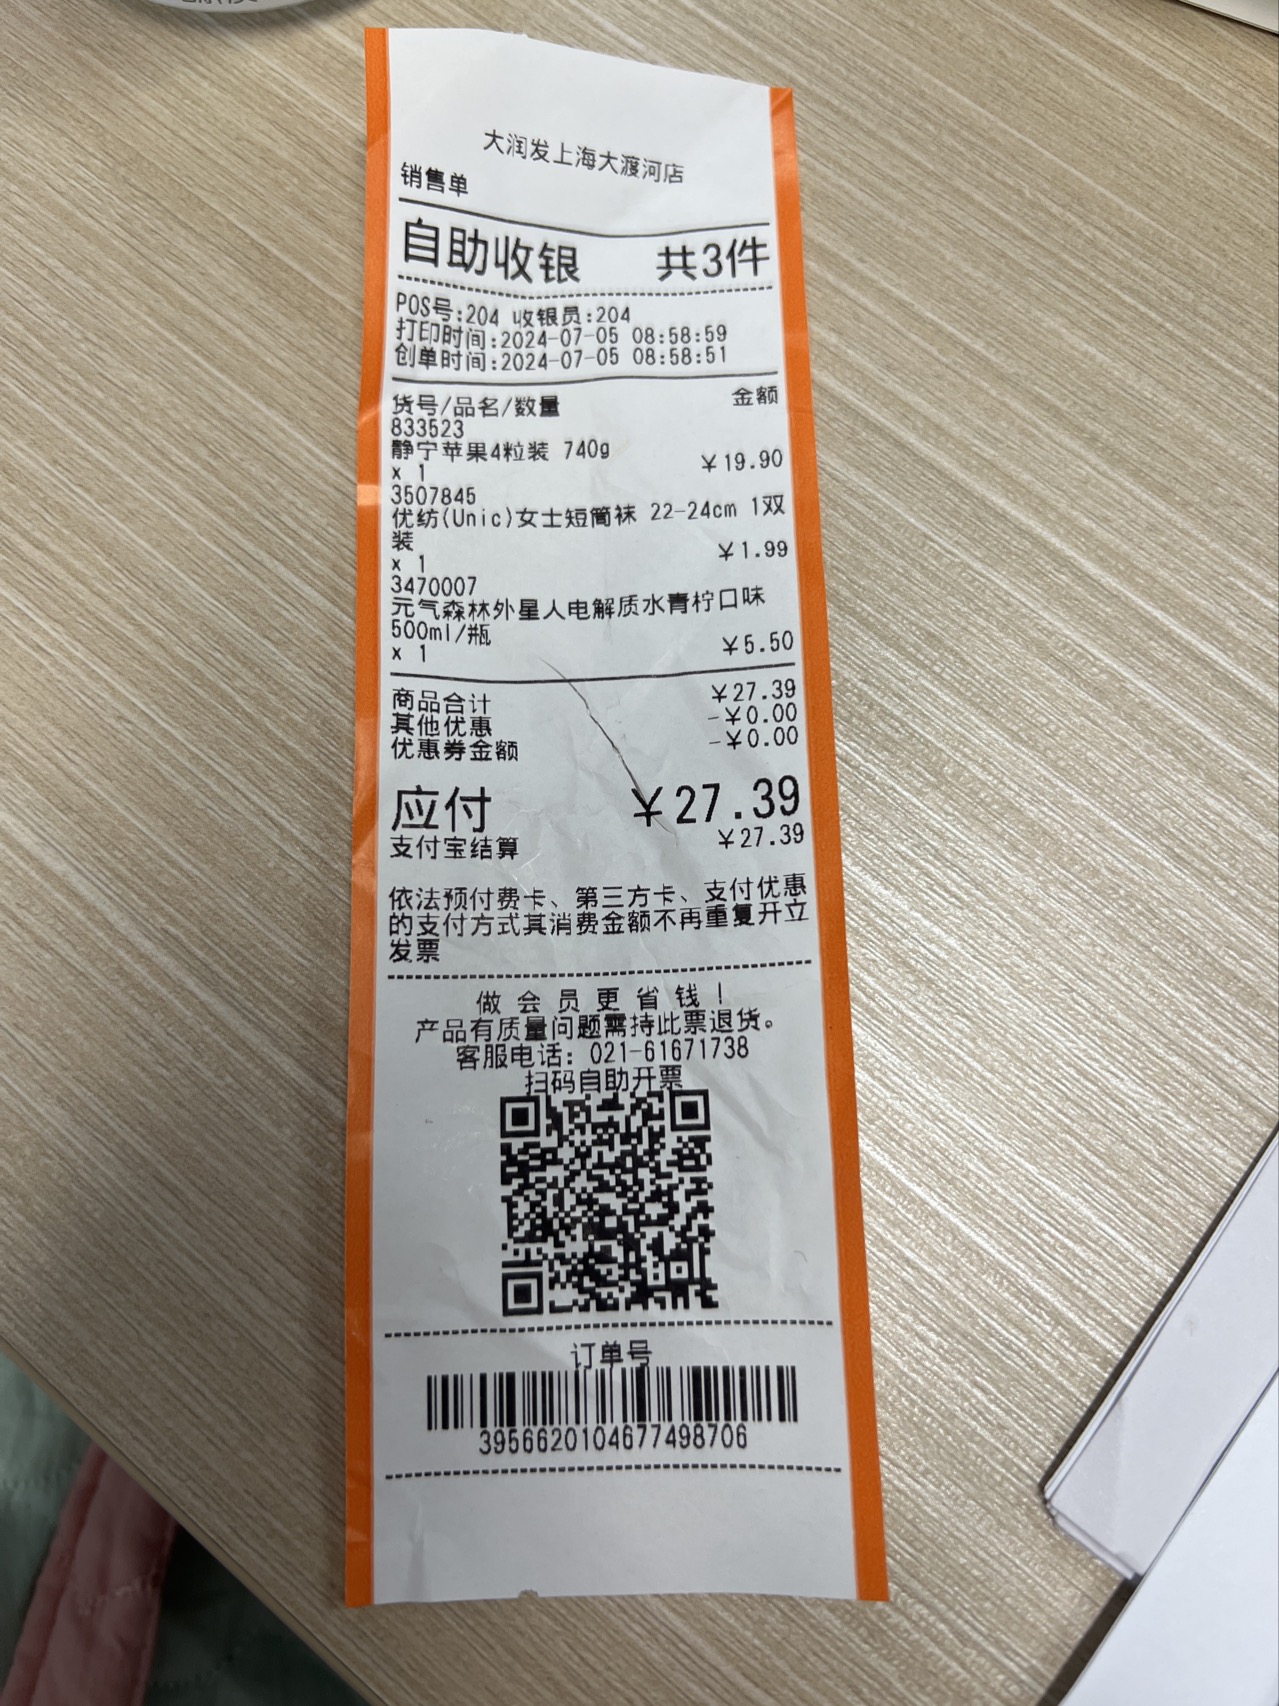 大润发上海大渡河店
销售单
自助收银 共3件
POS号:204 收银员:204
打印时间:2024-07-05 08:58:59
创单时间:2024-07-05 08:58:51
货号/品名/数量 金额
833523
静宁苹果4粒装 740g
x 1 ¥19.90
3507845
优纺(Unic)女士短筒袜 22-24cm 1双
装
x 1 ¥1.99
3470007
元气森林外星人电解质水青柠口味
500ml/瓶
x 1 ¥5.50
商品合计 ¥27.39
其他优惠 -¥0.00
优惠券金额 -¥0.00
应付 ¥27.39
支付宝结算 ¥27.39
依法预付费卡、第三方卡、支付优惠
的支付方式其消费金额不再重复开立
发票
做会员更省钱！
产品有质量问题需持此票退货。
客服电话：021-61671738
扫码自助开票
订单号
3956620104677498706